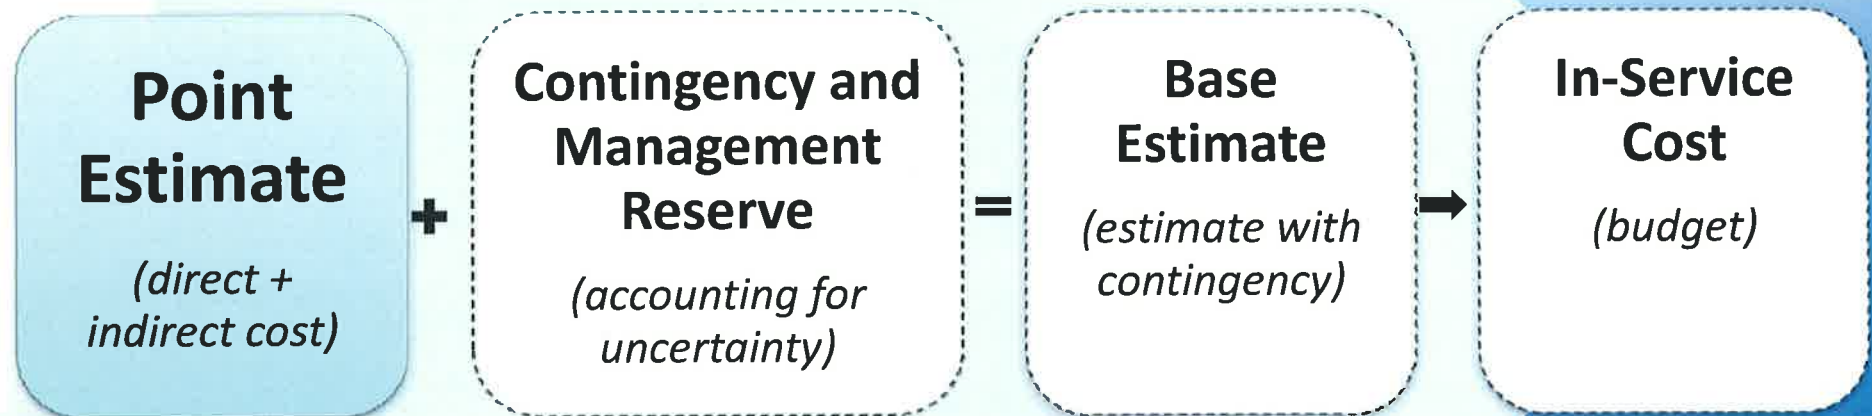 Point
Estimate
(direct +
indirect cost)
+
Contingency and
Management
Reserve
(accounting for
uncertainty)
=
Base
Estimate
(estimate with
contingency)
In-Service
Cost
(budget)